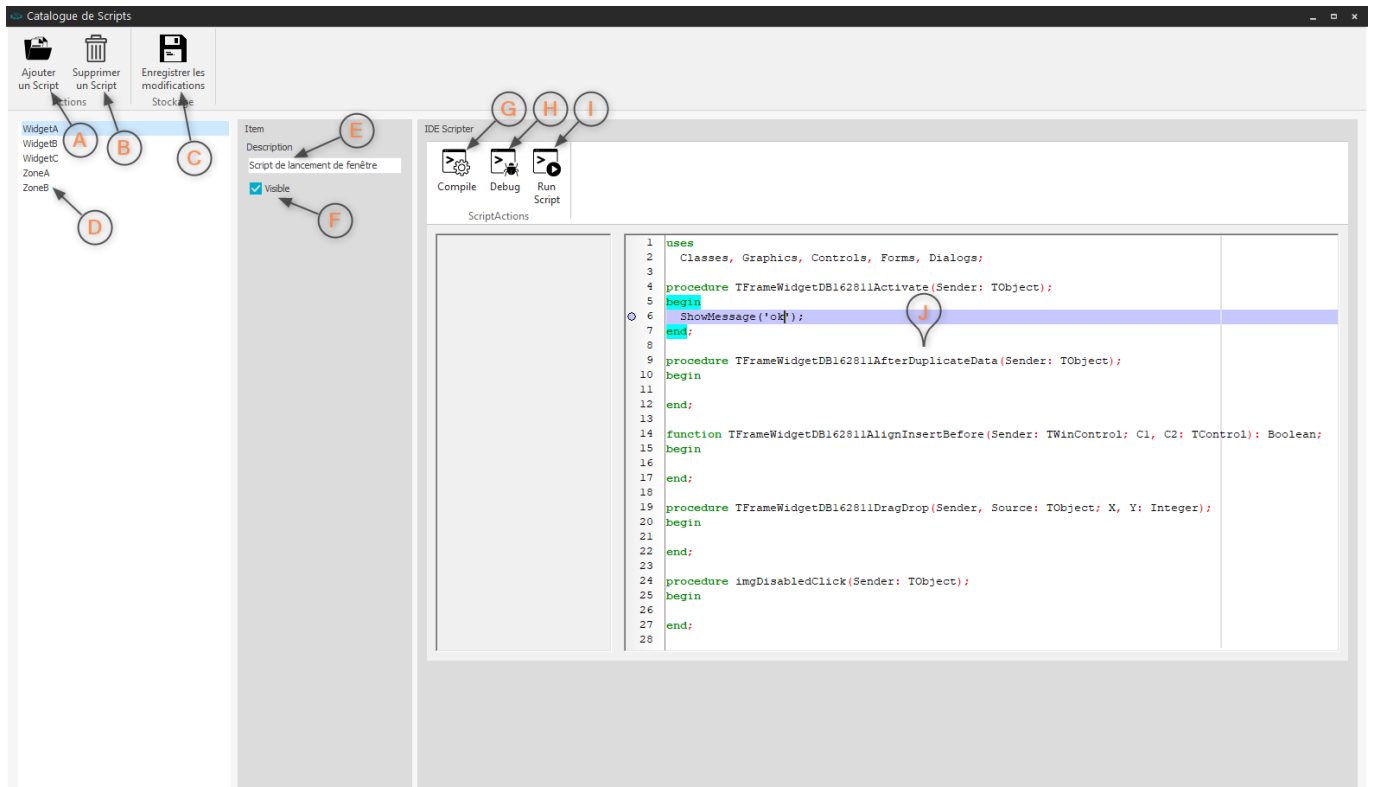 Catalogue de Scripts
Ajouter
un Script
Supprimer
un Script
Enregistrer les
modifications
ctions
Stockage
G
H
I
WidgetA
WidgetB
WidgetC
ZoneA
ZoneB
A
B
C
D
Item
E
Description
Script de lancement de fenêtre
Visible
F
IDE Scripter
Compile
Debug
Run
Script
ScriptActions
1 uses
2 Classes, Graphics, Controls, Forms, Dialogs;
3
4 procedure TFrameWidgetDB162811Activate(Sender: TObject);
5 begin
6 ShowMessage('ok');
7 end;
J
8
9 procedure TFrameWidgetDB162811AfterDuplicateData(Sender: TObject);
10 begin
11
12 end;
13
14 function TFrameWidgetDB162811AlignInsertBefore(Sender: TWinControl; C1, C2: TControl): Boolean;
15 begin
16
17 end;
18
19 procedure TFrameWidgetDB162811DragDrop(Sender, Source: TObject; X, Y: Integer);
20 begin
21
22 end;
23
24 procedure imgDisabledClick(Sender: TObject);
25 begin
26
27 end;
28